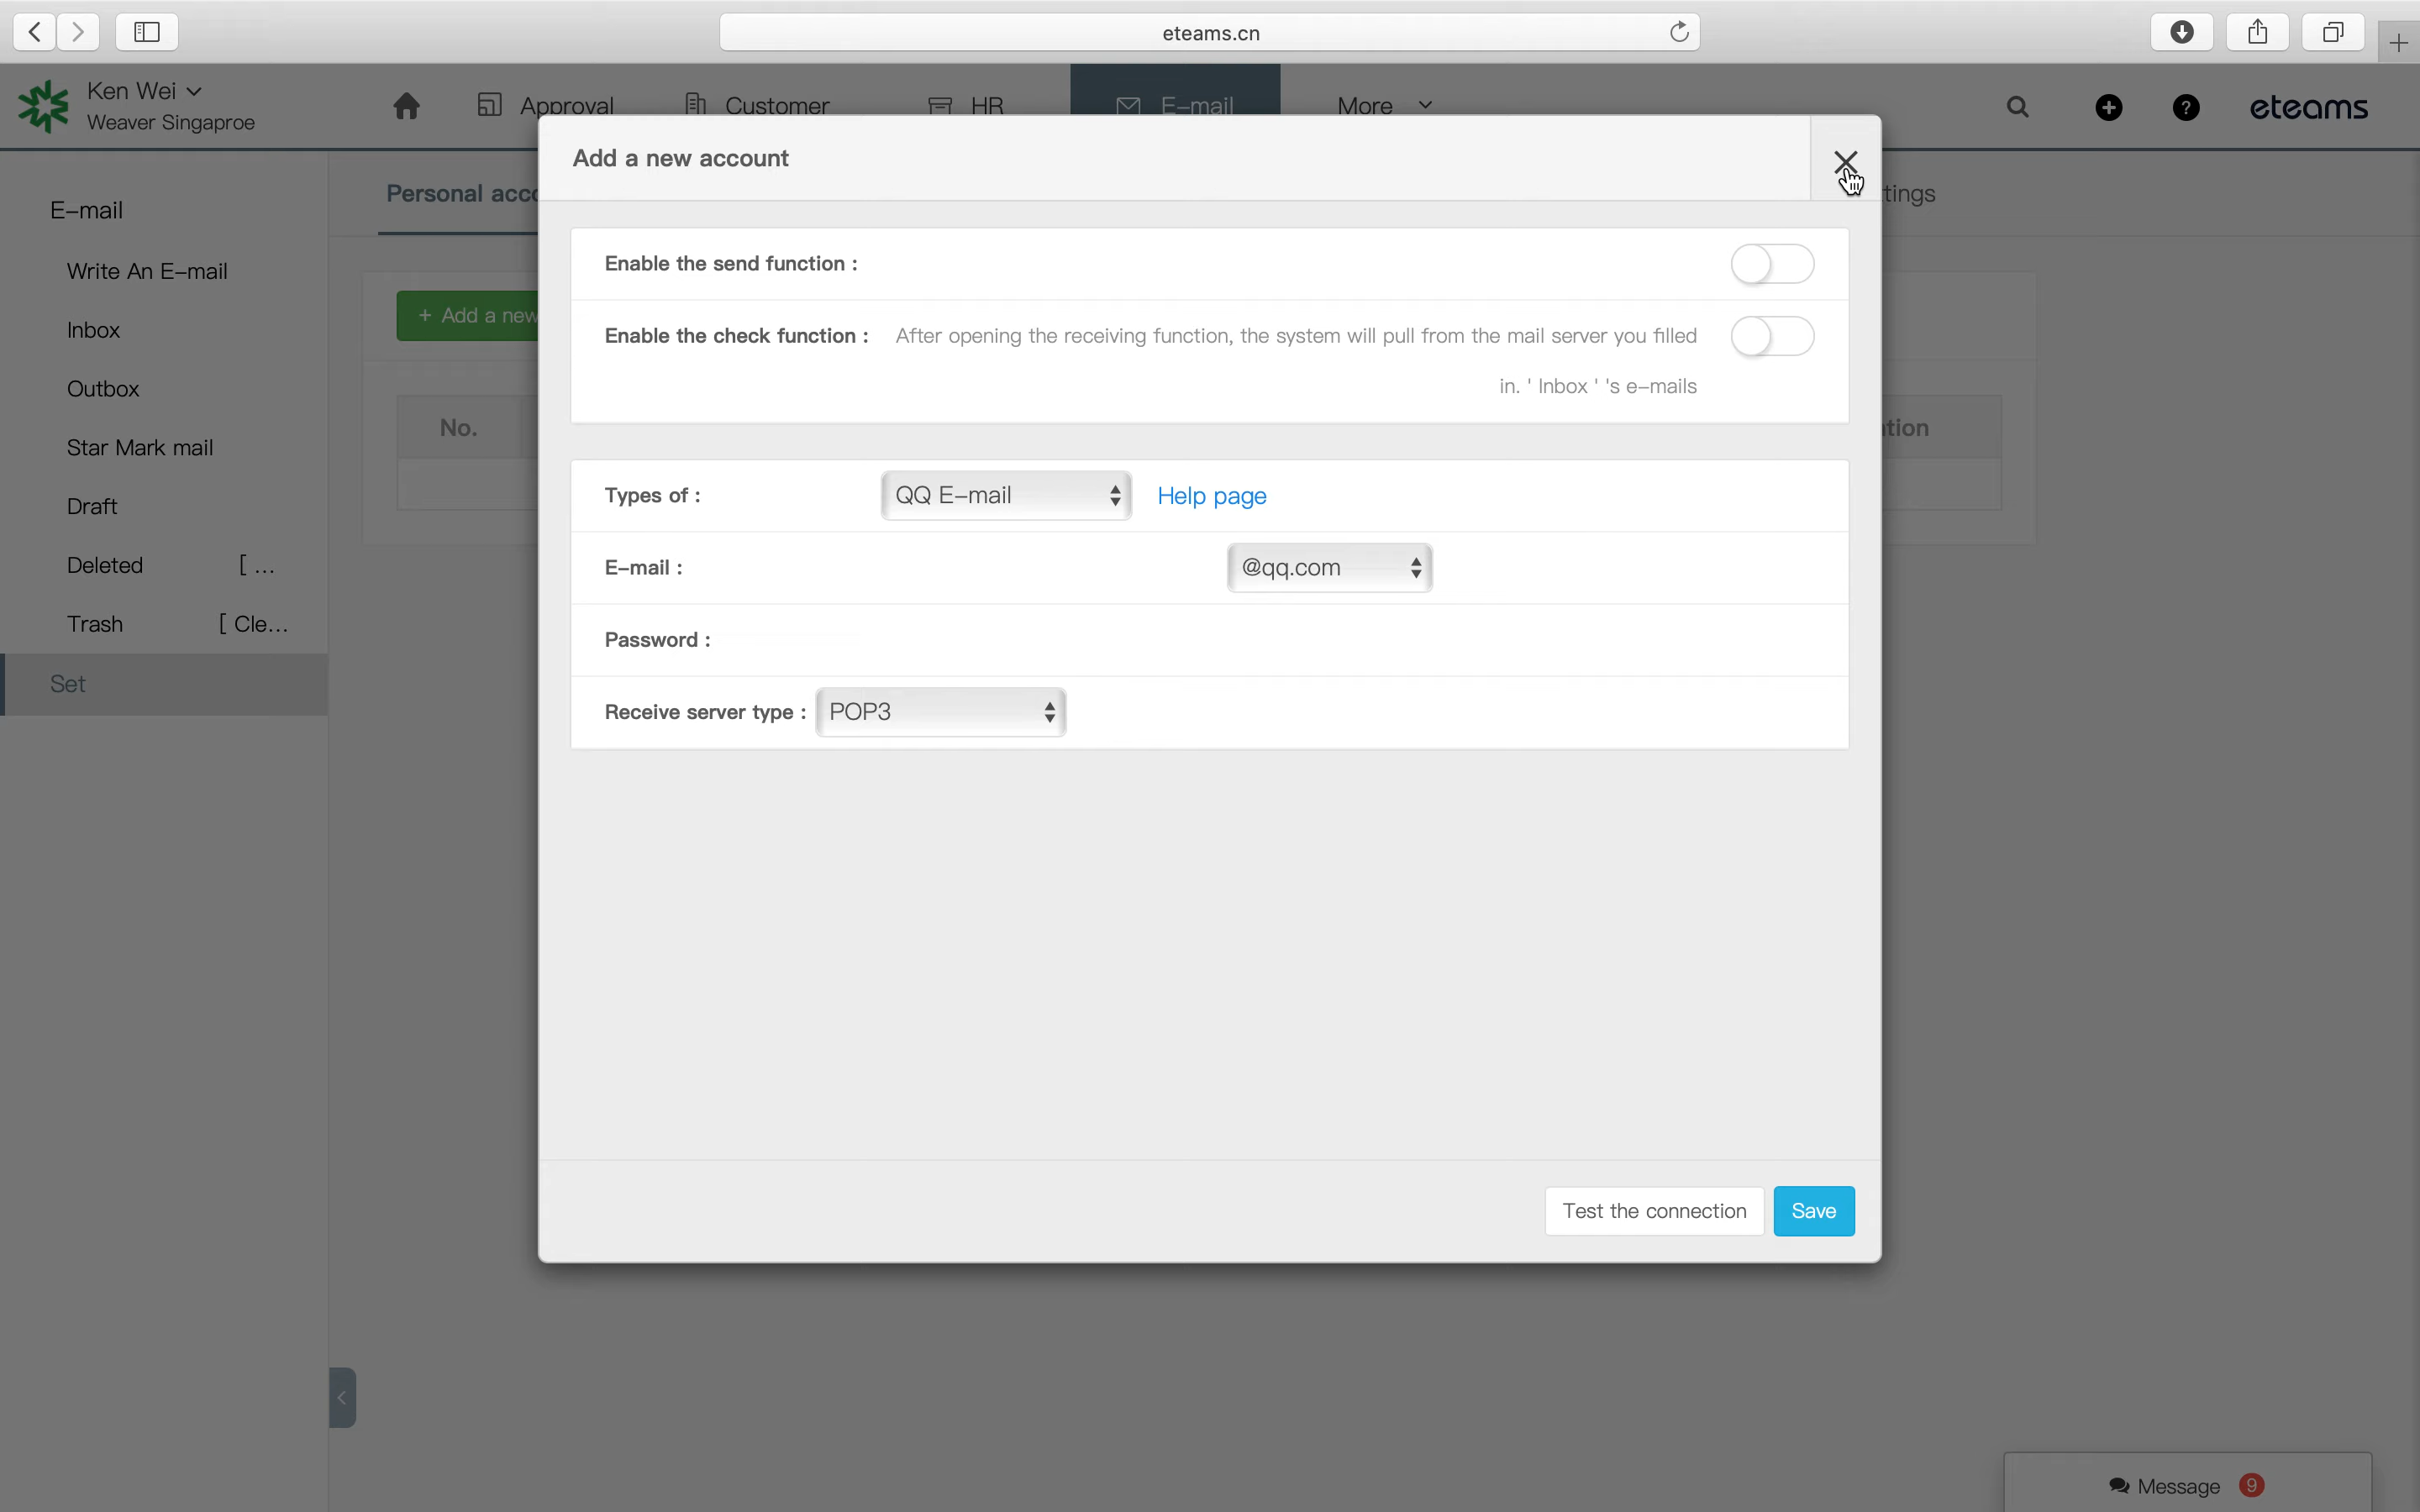 eteams.cn
Ken Wei
Weaver Singaproe
Approval
Customer
HR
E-mail
More
eteams
E-mail
Write An E-mail
Inbox
Outbox
Star Mark mail
Draft
Deleted [ ...
Trash [ Cle...
Set
Personal
+ Add a new
No.
Add a new account
Enable the send function :
Enable the check function : After opening the receiving function, the system will pull from the mail server you filled
in. ' Inbox ' 's e-mails
Types of : QQ E-mail Help page
E-mail : @qq.com
Password :
Receive server type : POP3
Test the connection Save
Message 9